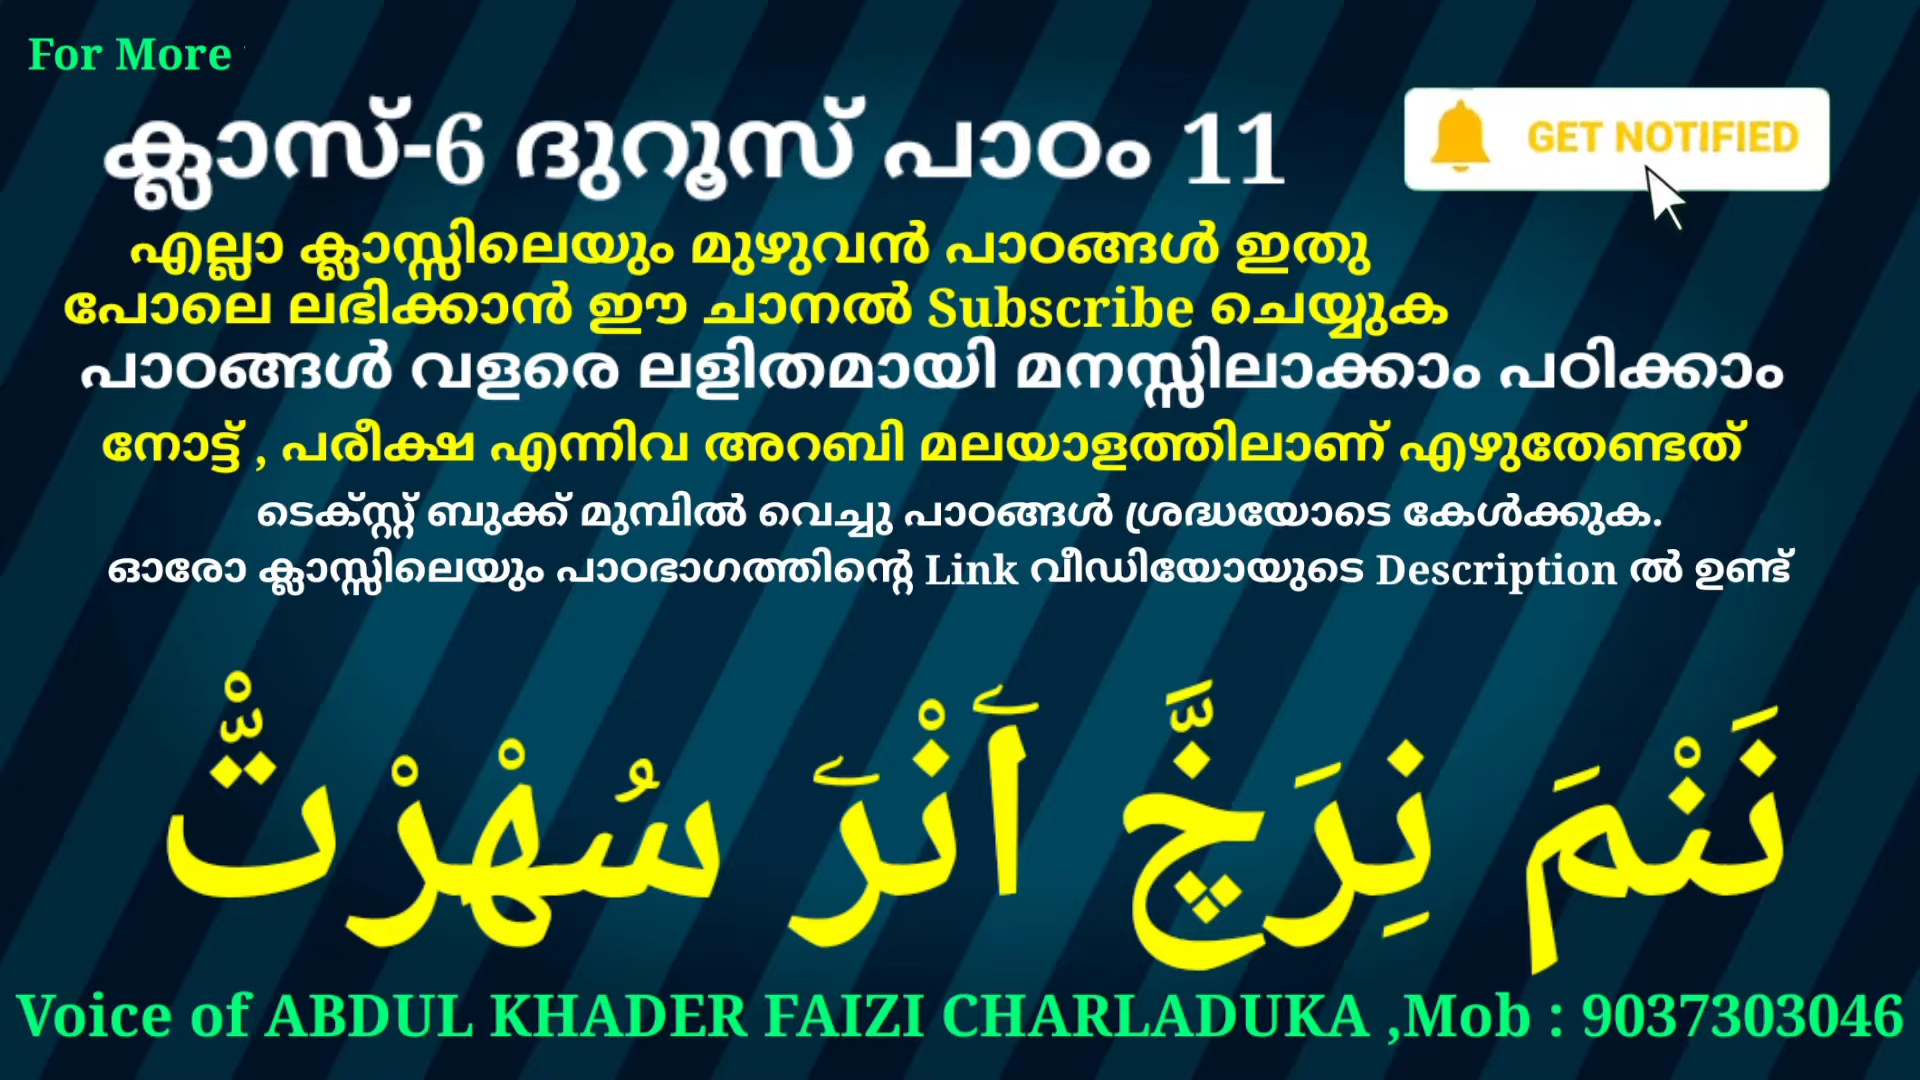 For More
ക്ലാസ്-6 ദുറൂസ് പാഠം 11
GET NOTIFIED
എല്ലാ ക്ലാസ്സിലെയും മുഴുവൻ പാഠങ്ങൾ ഇതു
പോലെ ലഭിക്കാൻ ഈ ചാനൽ Subscribe ചെയ്യുക
പാഠങ്ങൾ വളരെ ലളിതമായി മനസ്സിലാക്കാം പഠിക്കാം
നോട്ട് , പരീക്ഷ എന്നിവ അറബി മലയാളത്തിലാണ് എഴുതേണ്ടത്
ടെക്സ്റ്റ് ബുക്ക് മുമ്പിൽ വെച്ചു പാഠങ്ങൾ ശ്രദ്ധയോടെ കേൾക്കുക.
ഓരോ ക്ലാസ്സിലെയും പാഠഭാഗത്തിന്റെ Link വീഡിയോയുടെ Description ൽ ഉണ്ട്
نَنْمَ نِرَڿَّ أَنْرَ سُهْرْتّْ
Voice of ABDUL KHADER FAIZI CHARLADUKA ,Mob : 9037303046